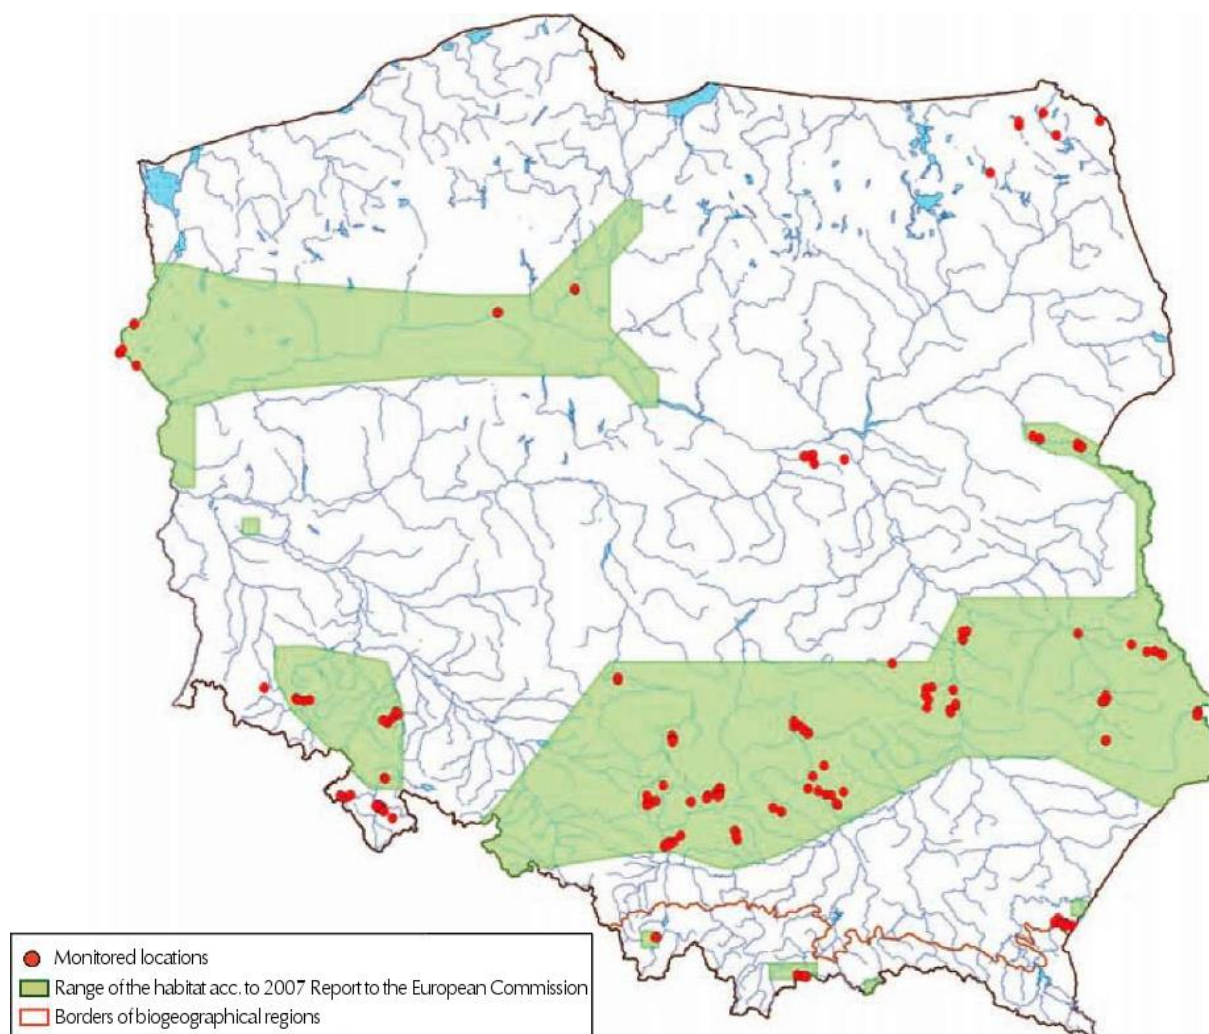 Monitored locations
Range of the habitat acc. to 2007 Report to the European Commission
Borders of biogeographical regions